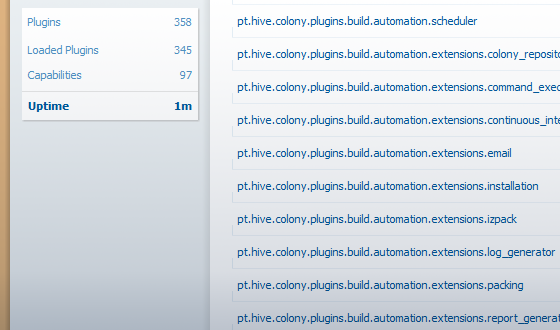 Plugins 358
Loaded Plugins 345
Capabilities 97
Uptime 1m
pt.hive.colony.plugins.build.automation.scheduler
pt.hive.colony.plugins.build.automation.extensions.colony_reposito
pt.hive.colony.plugins.build.automation.extensions.command_exec
pt.hive.colony.plugins.build.automation.extensions.continuous_inte
pt.hive.colony.plugins.build.automation.extensions.email
pt.hive.colony.plugins.build.automation.extensions.installation
pt.hive.colony.plugins.build.automation.extensions.izpack
pt.hive.colony.plugins.build.automation.extensions.log_generator
pt.hive.colony.plugins.build.automation.extensions.packing
pt.hive.colony.plugins.build.automation.extensions.report_generat